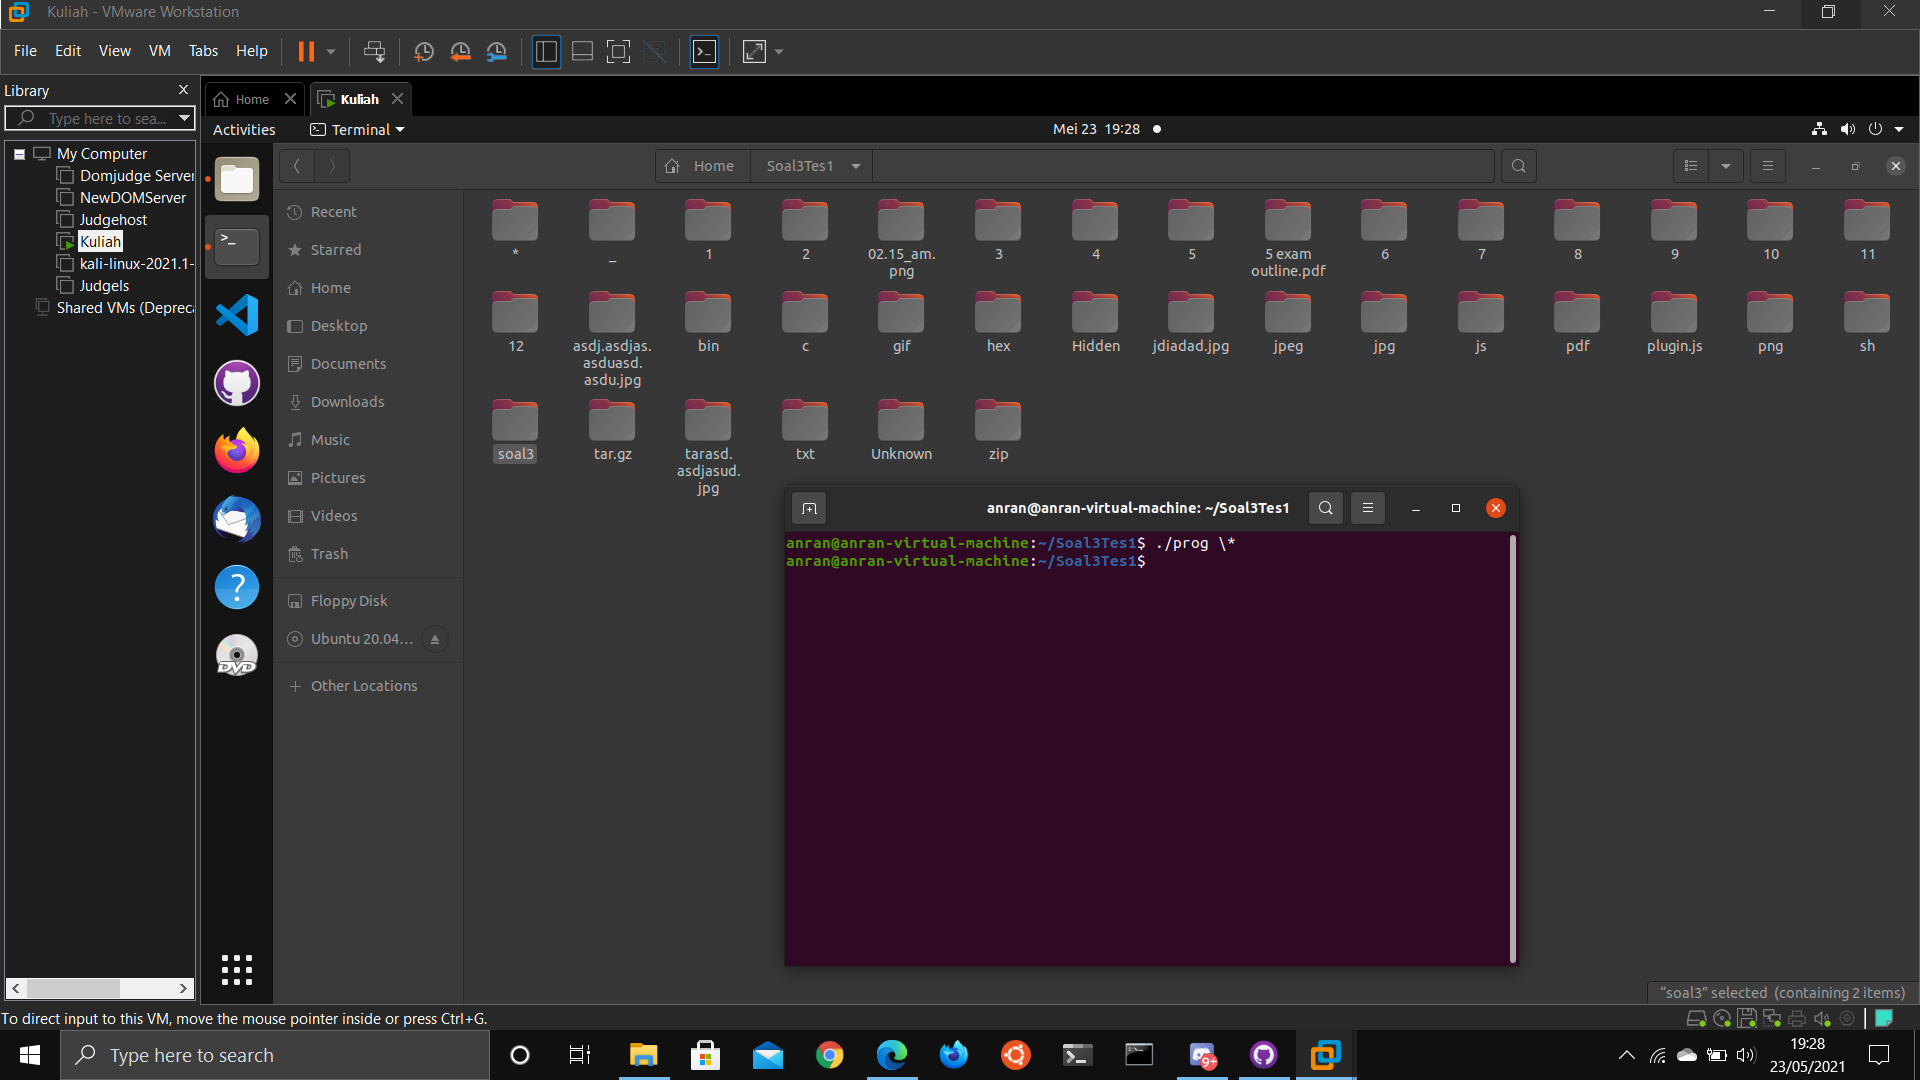 Kuliah - VMware Workstation
File Edit View VM Tabs Help
Library
Type here to sea...
My Computer
Domjudge Server
NewDOMServer
Judgehost
Kuliah
kali-linux-2021.1-
Judgels
Shared VMs (Depreca
Home
Kuliah
Activities
Terminal
Mei 23 19:28
Home
Soal3Tes1
Recent
Starred
Home
Desktop
Documents
Downloads
Music
Pictures
Videos
Trash
Floppy Disk
Ubuntu 20.04...
Other Locations
*
_
1
2
02.15_am.
png
3
4
5
5 exam
outline.pdf
6
7
8
9
10
11
12
asdj.asdjas.
asduasd.
asdu.jpg
bin
c
gif
hex
Hidden
jdiadad.jpg
jpeg
jpg
js
pdf
plugin.js
png
sh
soal3
tar.gz
tarasd.
asdjasud.
jpg
txt
Unknown
zip
anran@anran-virtual-machine: ~/Soal3Tes1
anran@anran-virtual-machine:~/Soal3Tes1$ ./prog \*
anran@anran-virtual-machine:~/Soal3Tes1$
DVD
"soal3" selected (containing 2 items)
To direct input to this VM, move the mouse pointer inside or press Ctrl+G.
Type here to search
9+
19:28
23/05/2021